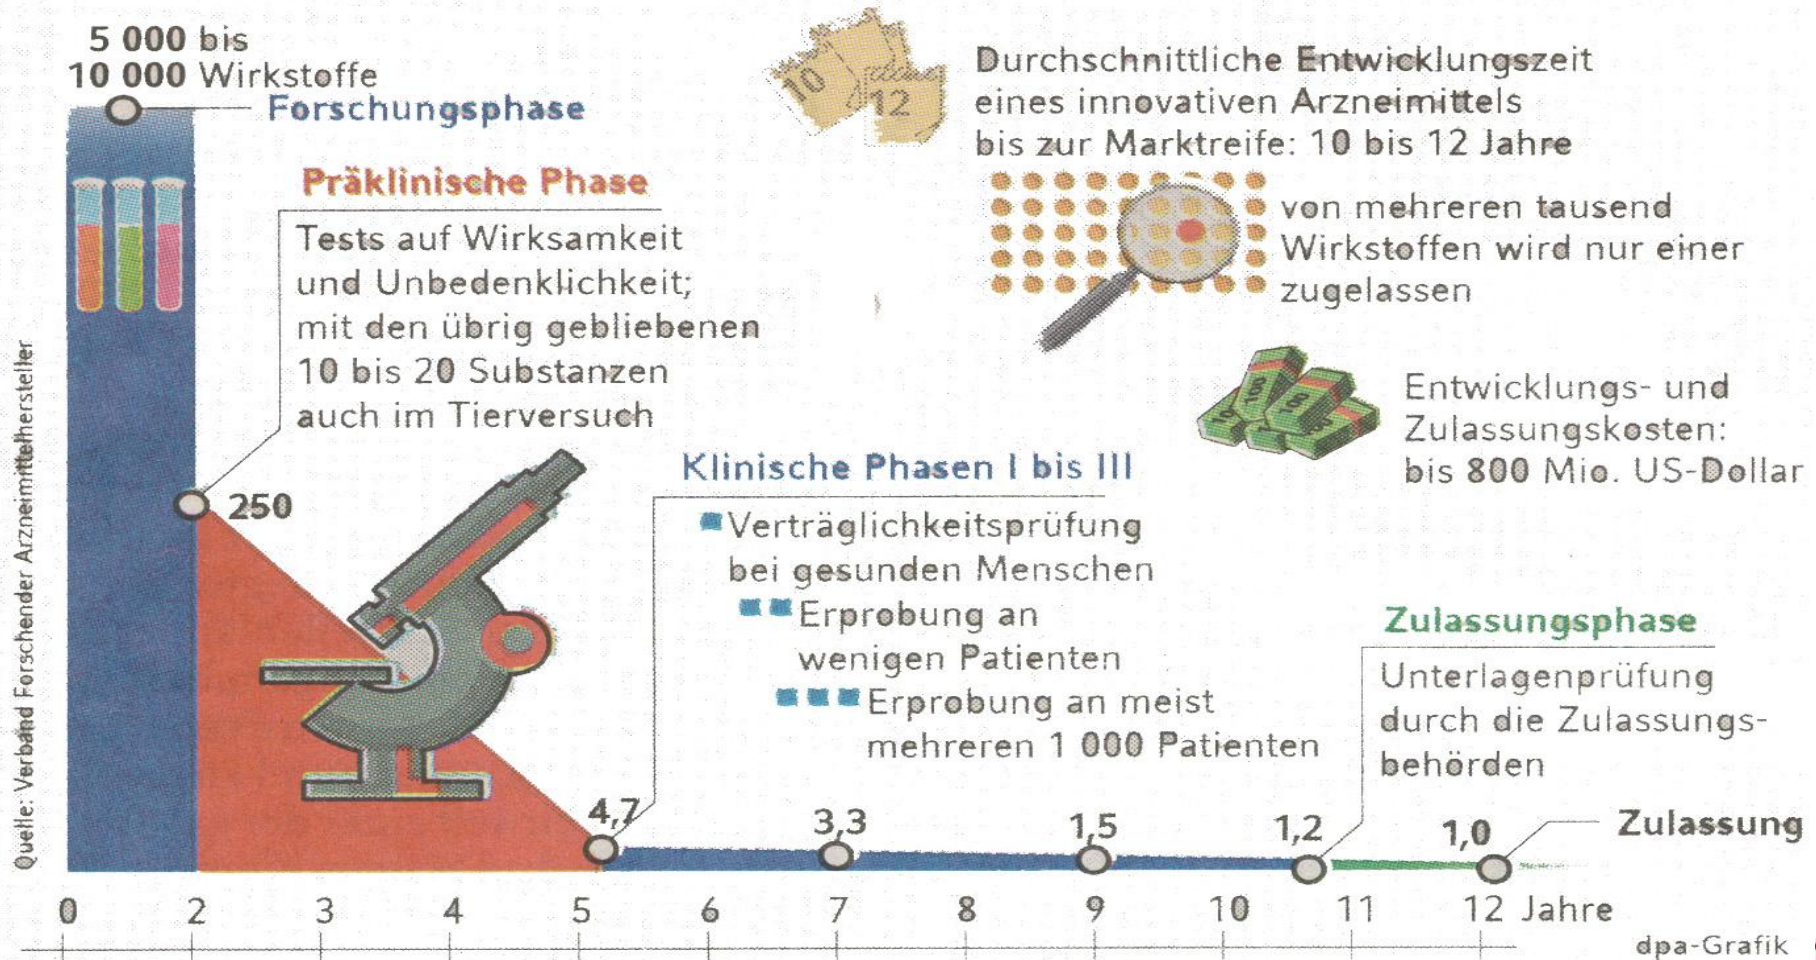 5 000 bis
10 000 Wirkstoffe
Forschungsphase
Präklinische Phase
Tests auf Wirksamkeit
und Unbedenklichkeit;
mit den übrig gebliebenen
10 bis 20 Substanzen
auch im Tierversuch
250
10
12
Durchschnittliche Entwicklungszeit
eines innovativen Arzneimittels
bis zur Marktreife: 10 bis 12 Jahre
von mehreren tausend
Wirkstoffen wird nur einer
zugelassen
100
100
Entwicklungs- und
Zulassungskosten:
bis 800 Mio. US-Dollar
Klinische Phasen I bis III
Verträglichkeitsprüfung
bei gesunden Menschen
Erprobung an
wenigen Patienten
Erprobung an meist
mehreren 1 000 Patienten
Zulassungsphase
Unterlagenprüfung
durch die Zulassungs-
behörden
4,7
3,3
1,5
1,2
1,0
Zulassung
0 2 3 4 5 6 7 8 9 10 11 12 Jahre
Quelle: Verband Forschender Arzneimittelhersteller
dpa-Grafik